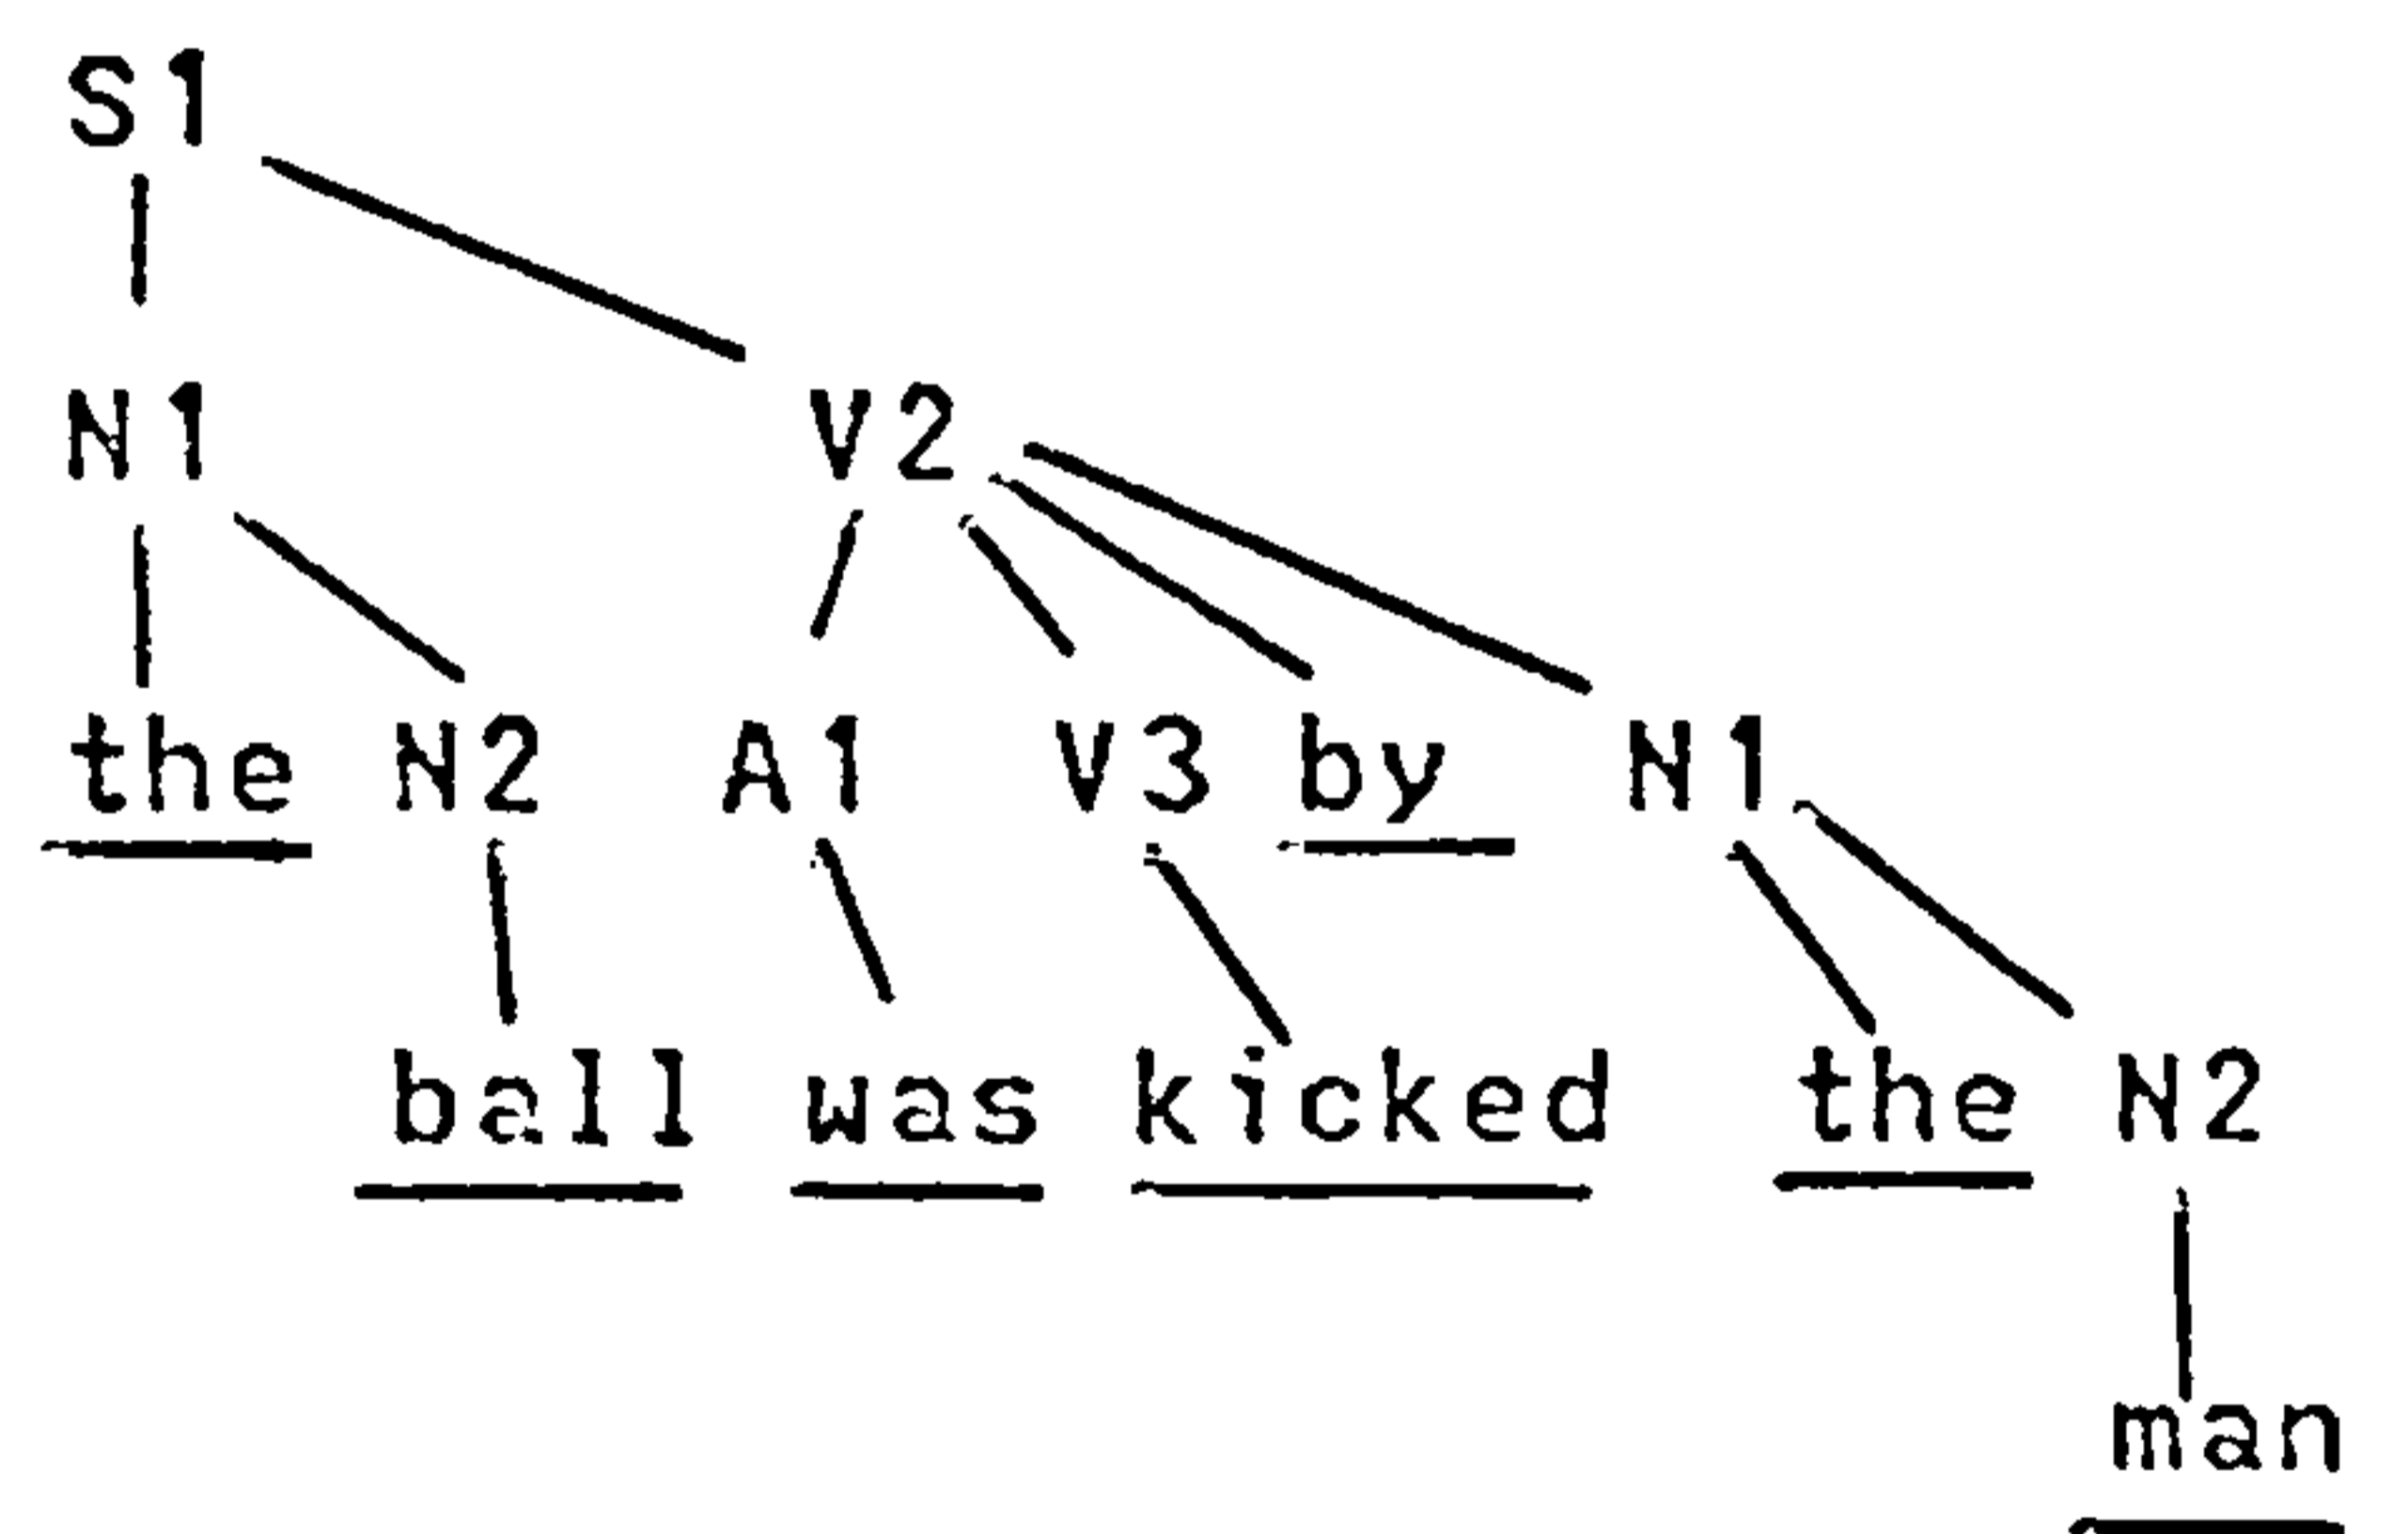 S1
N1 V2
the N2 A1 V3 by N1
ball was kicked the N2
man